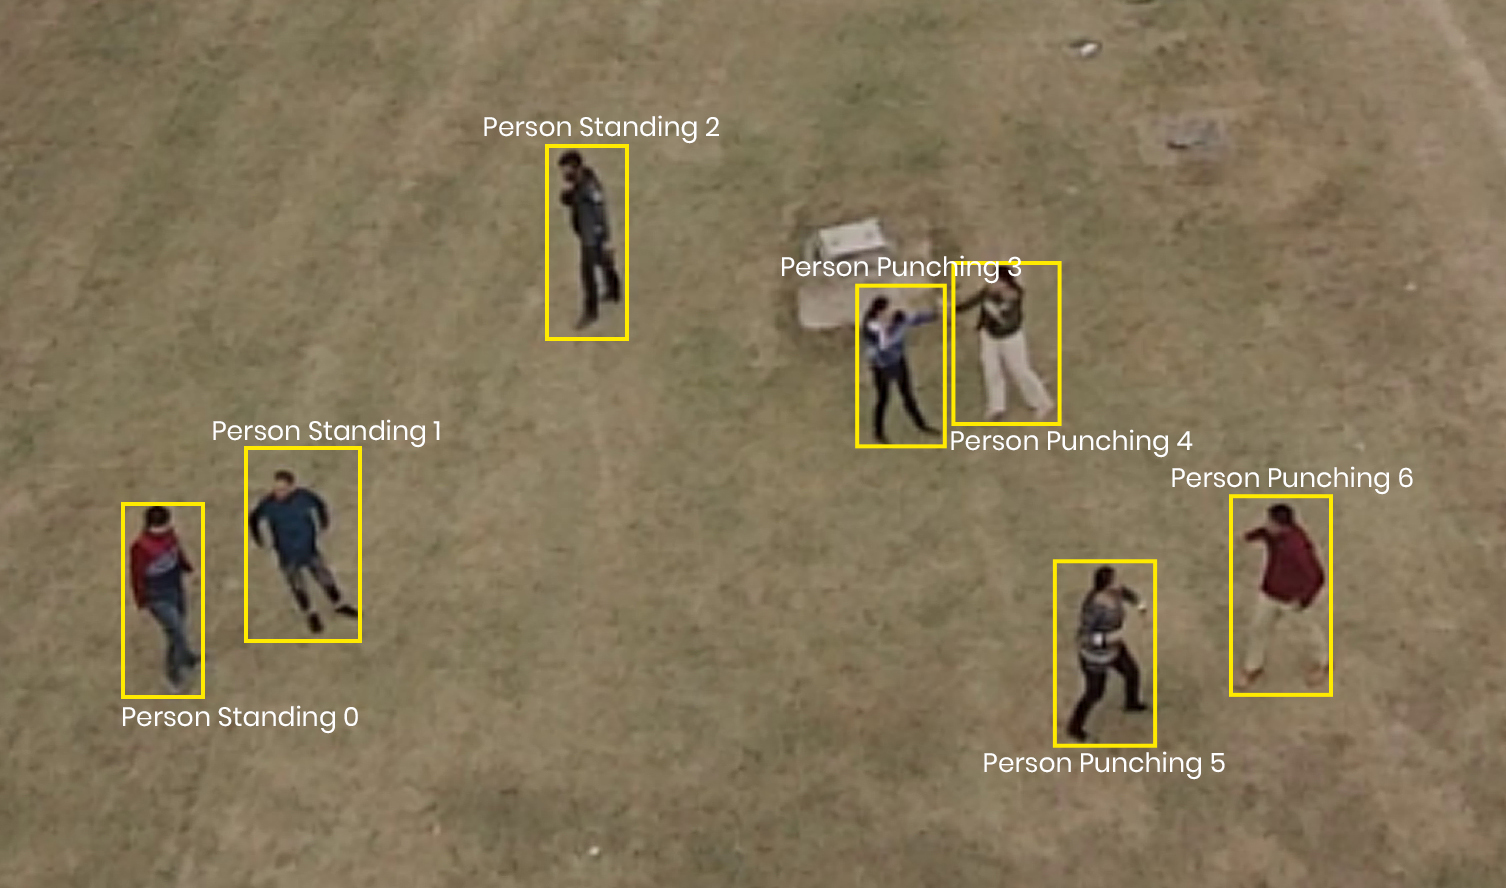 Person Standing 2
Person Punching 3
Person Standing 1
Person Punching 4
Person Punching 6
Person Standing 0
Person Punching 5